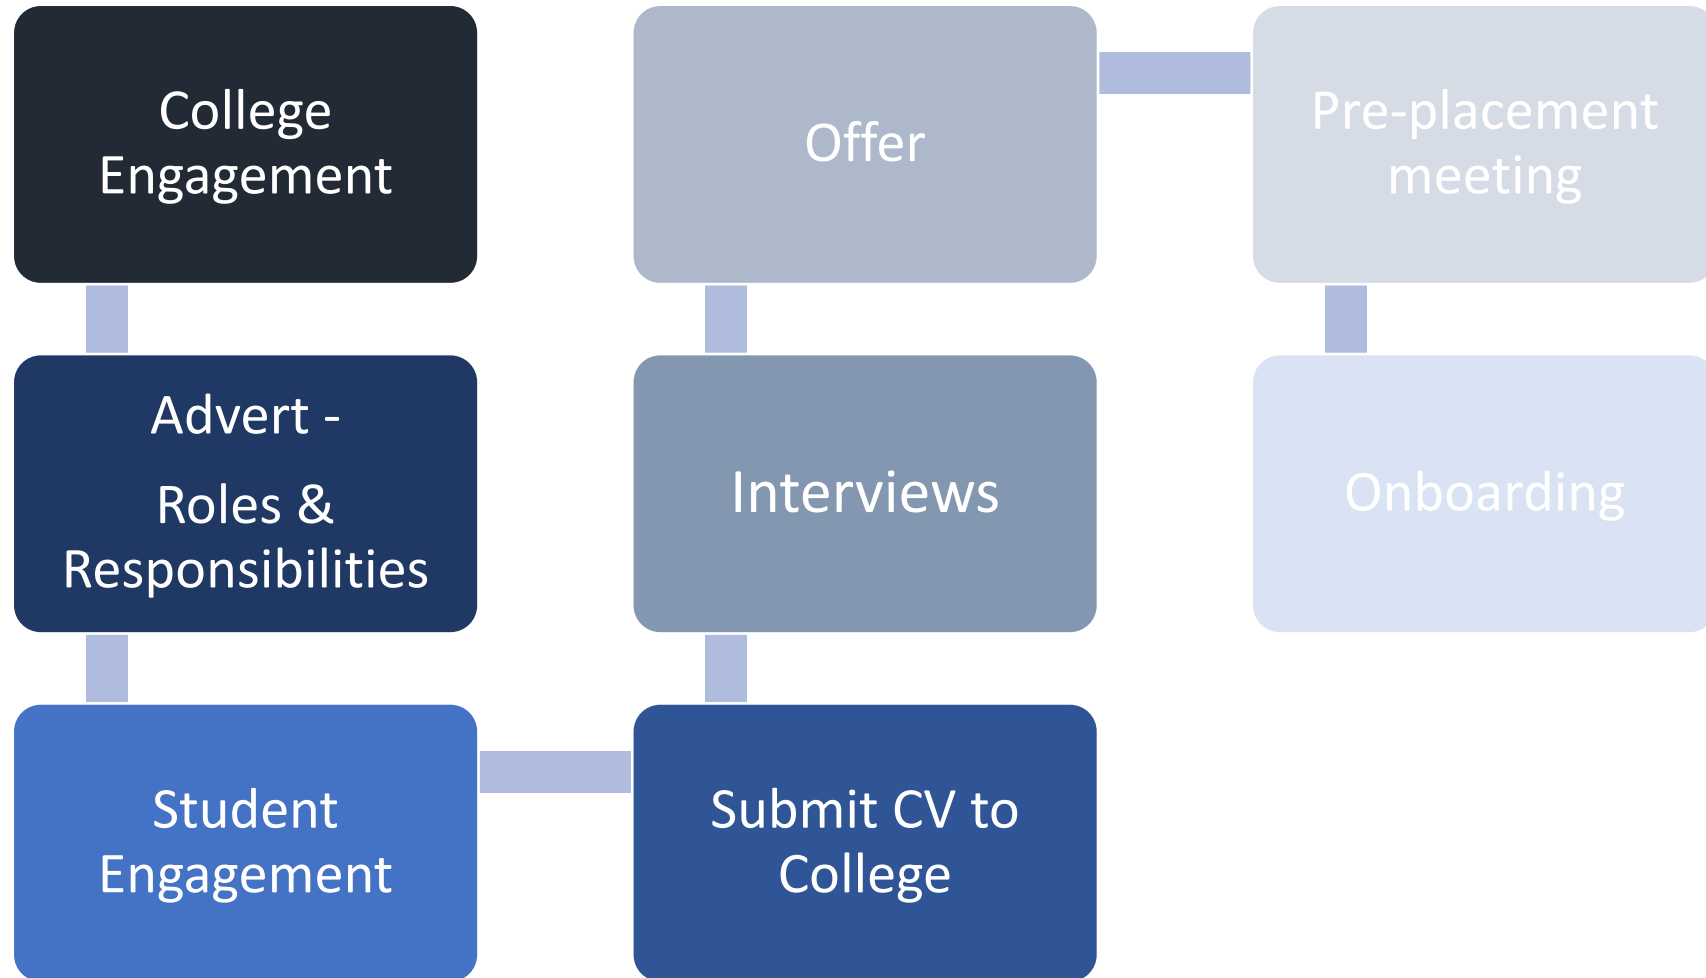 College
Engagement
Advert -
Roles &
Responsibilities
Student
Engagement
Submit CV to
College
Interviews
Offer
Pre-placement
meeting
Onboarding